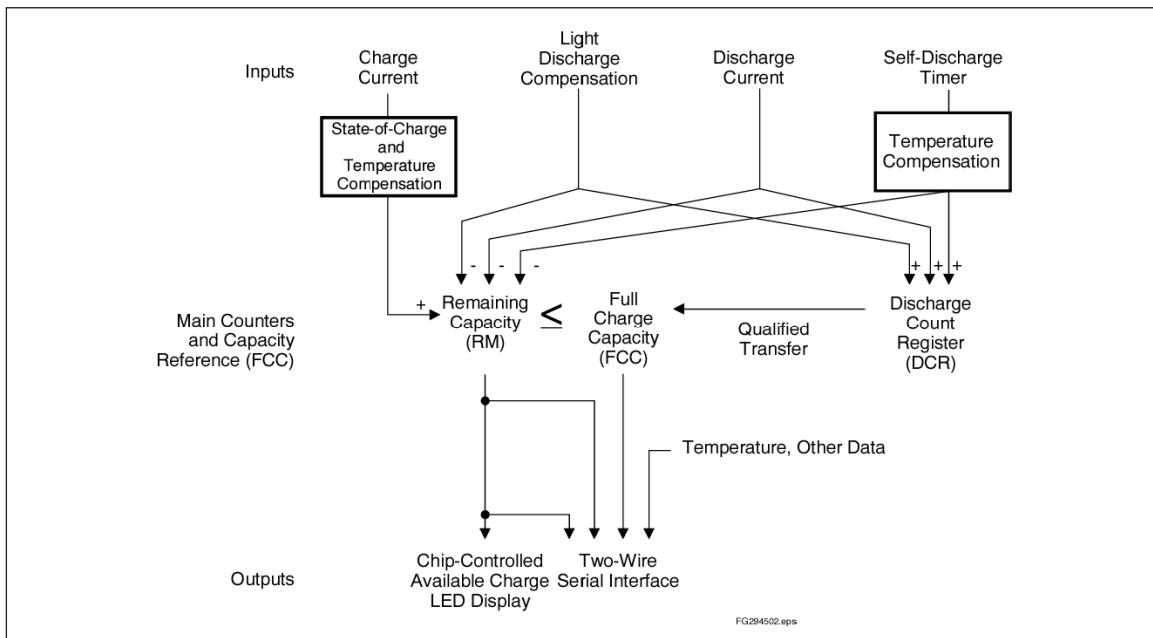 Inputs
Charge
Current
Light
Discharge
Compensation
Discharge
Current
Self-Discharge
Timer
State-of-Charge
and
Temperature
Compensation
Temperature
Compensation
- - -
+ + +
+
Main Counters
and Capacity
Reference (FCC)
Remaining
Capacity
(RM)
≤
Full
Charge
Capacity
(FCC)
Qualified
Transfer
Discharge
Count
Register
(DCR)
Temperature, Other Data
Outputs
Chip-Controlled
Available Charge
LED Display
Two-Wire
Serial Interface
FG294502.eps